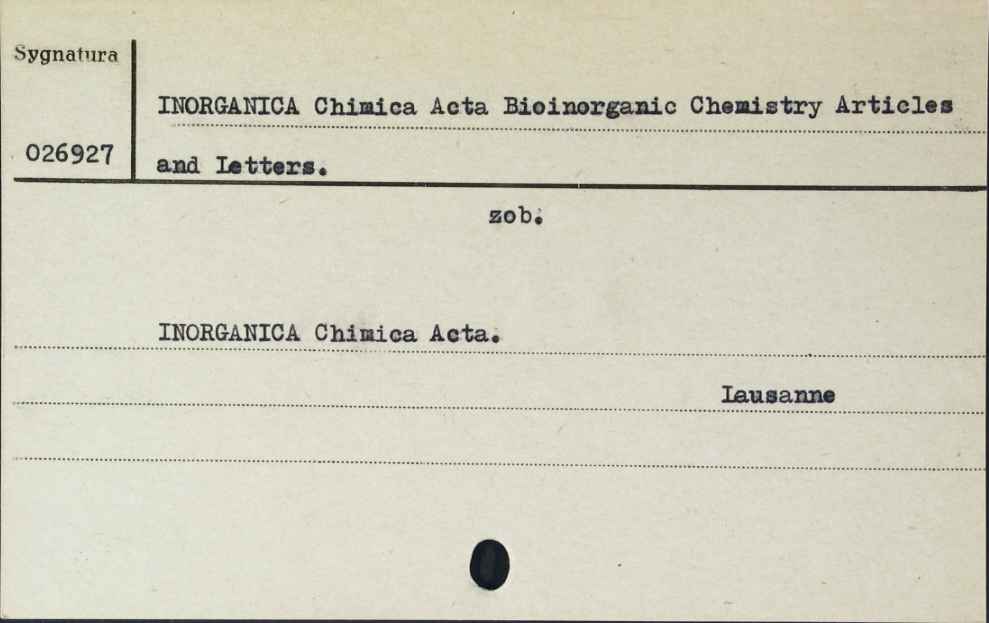 Sygnatura
INORGANICA Chimica Acta Bioinorganic Chemistry Articles
026927
and Letters.
zob.
INORGANICA Chimica Acta.
Lausanne